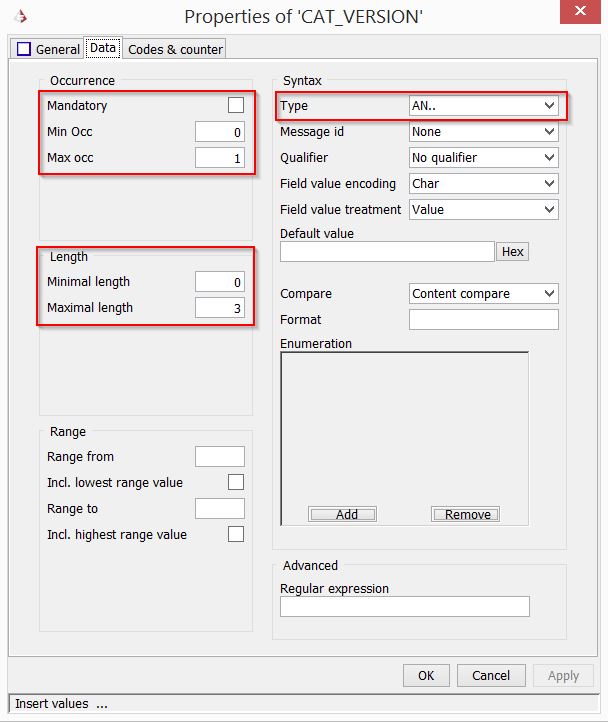 Properties of 'CAT_VERSION'
General
Data
Codes & counter
Occurrence
Mandatory
Min Occ
0
Max occ
1
Length
Minimal length
0
Maximal length
3
Range
Range from
Incl. lowest range value
Range to
Incl. highest range value
Syntax
Type
AN..
Message id
None
Qualifier
No qualifier
Field value encoding
Char
Field value treatment
Value
Default value
Hex
Compare
Content compare
Format
Enumeration
Add
Remove
Advanced
Regular expression
OK
Cancel
Apply
Insert values ...